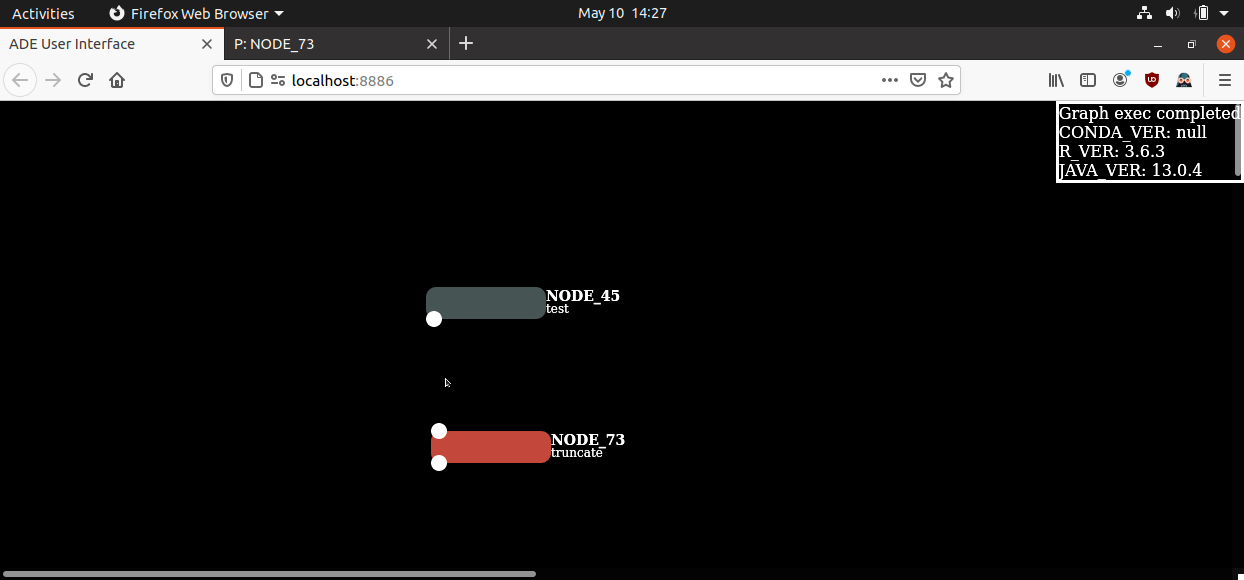 Activities
Firefox Web Browser
May 10 14:27
ADE User Interface
P: NODE_73
localhost:8886
Graph exec completed
CONDA_VER: null
R_VER: 3.6.3
JAVA_VER: 13.0.4
NODE_45
test
NODE_73
truncate